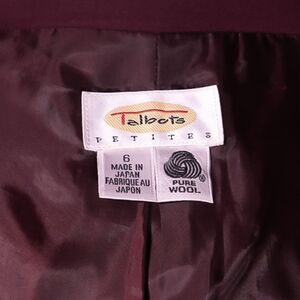 Talbots
PETITES
6
MADE IN
JAPAN
FABRIQUE AU
JAPON
PURE
WOOL